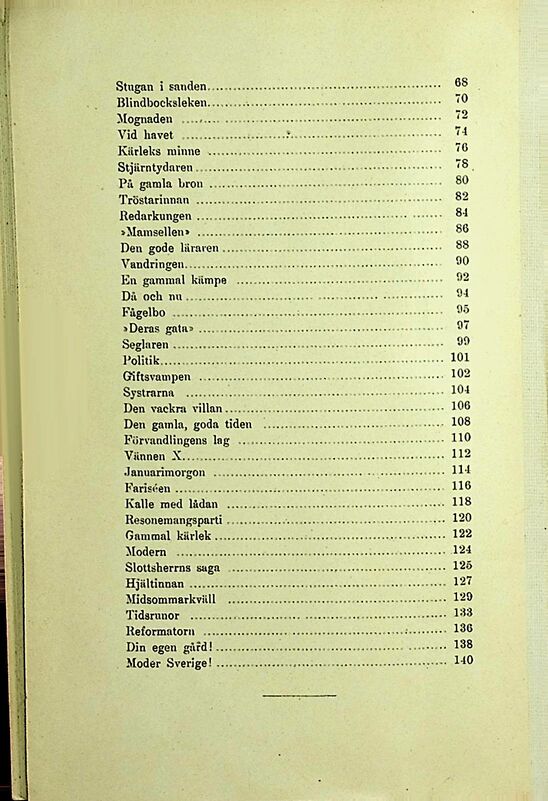 Stugan i sanden 68
Blindbocksleken 70
Mognaden 72
Vid havet 74
Kärleks minne 76
Stjärntydaren 78
På gamla bron 80
Tröstarinnan 82
Redarkungen 84
»Mamsellen» 86
Den gode läraren 88
Vandringen 90
En gammal kämpe 92
Då och nu 94
Fågelbo 95
»Deras gata» 97
Seglaren 99
Politik 101
Giftsvampen 102
Systrarna 104
Den vackra villan 106
Den gamla, goda tiden 108
Förvandlingens lag 110
Vännen X 112
Januarimorgon 114
Fariséen 116
Kalle med lådan 118
Resonemangsparti 120
Gammal kärlek 122
Modern 124
Slottsherrns saga 125
Hjältinnan 127
Midsommarkväll 129
Tidsrunor 133
Reformatorn 136
Din egen gård! 138
Moder Sverige! 140